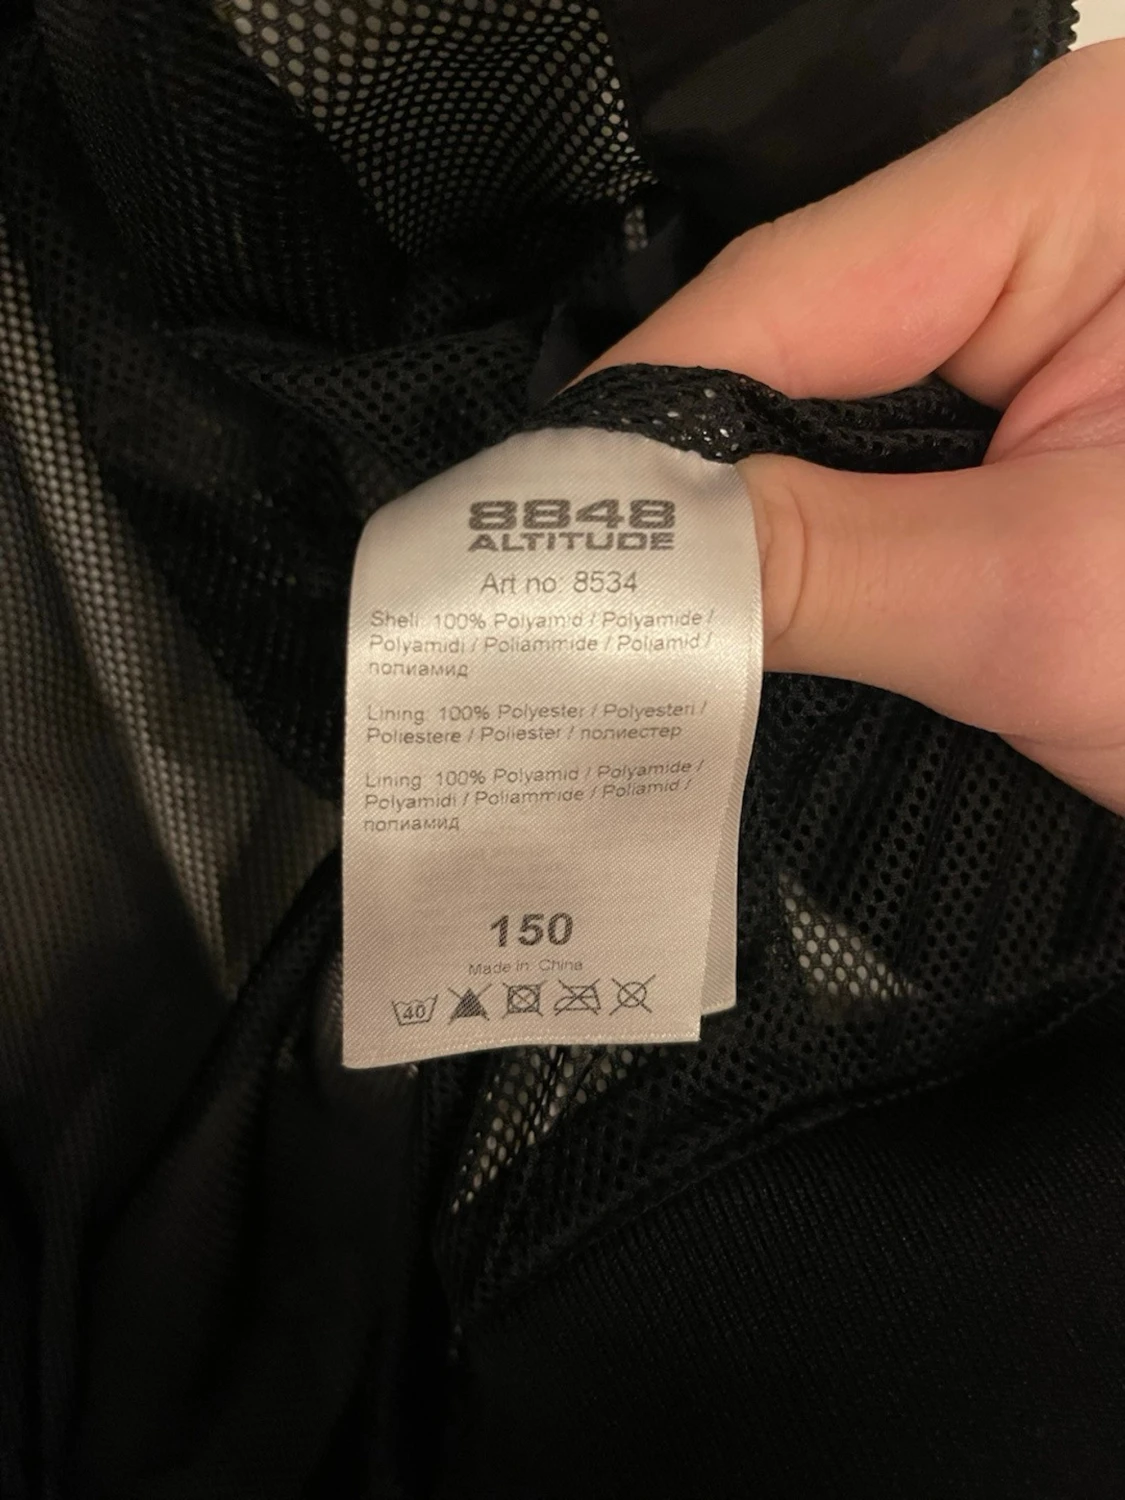 8848
ALTITUDE
Art no: 8534
Shell: 100% Polyamid / Polyamide /
Polyamidi / Poliammide / Poliamid /
полиамид
Lining: 100% Polyester / Polyesteri /
Poliestere / Poliester / полиестер
Lining: 100% Polyamid / Polyamide /
Polyamidi / Poliammide / Poliamid /
полиамид
150
Made in: China
40